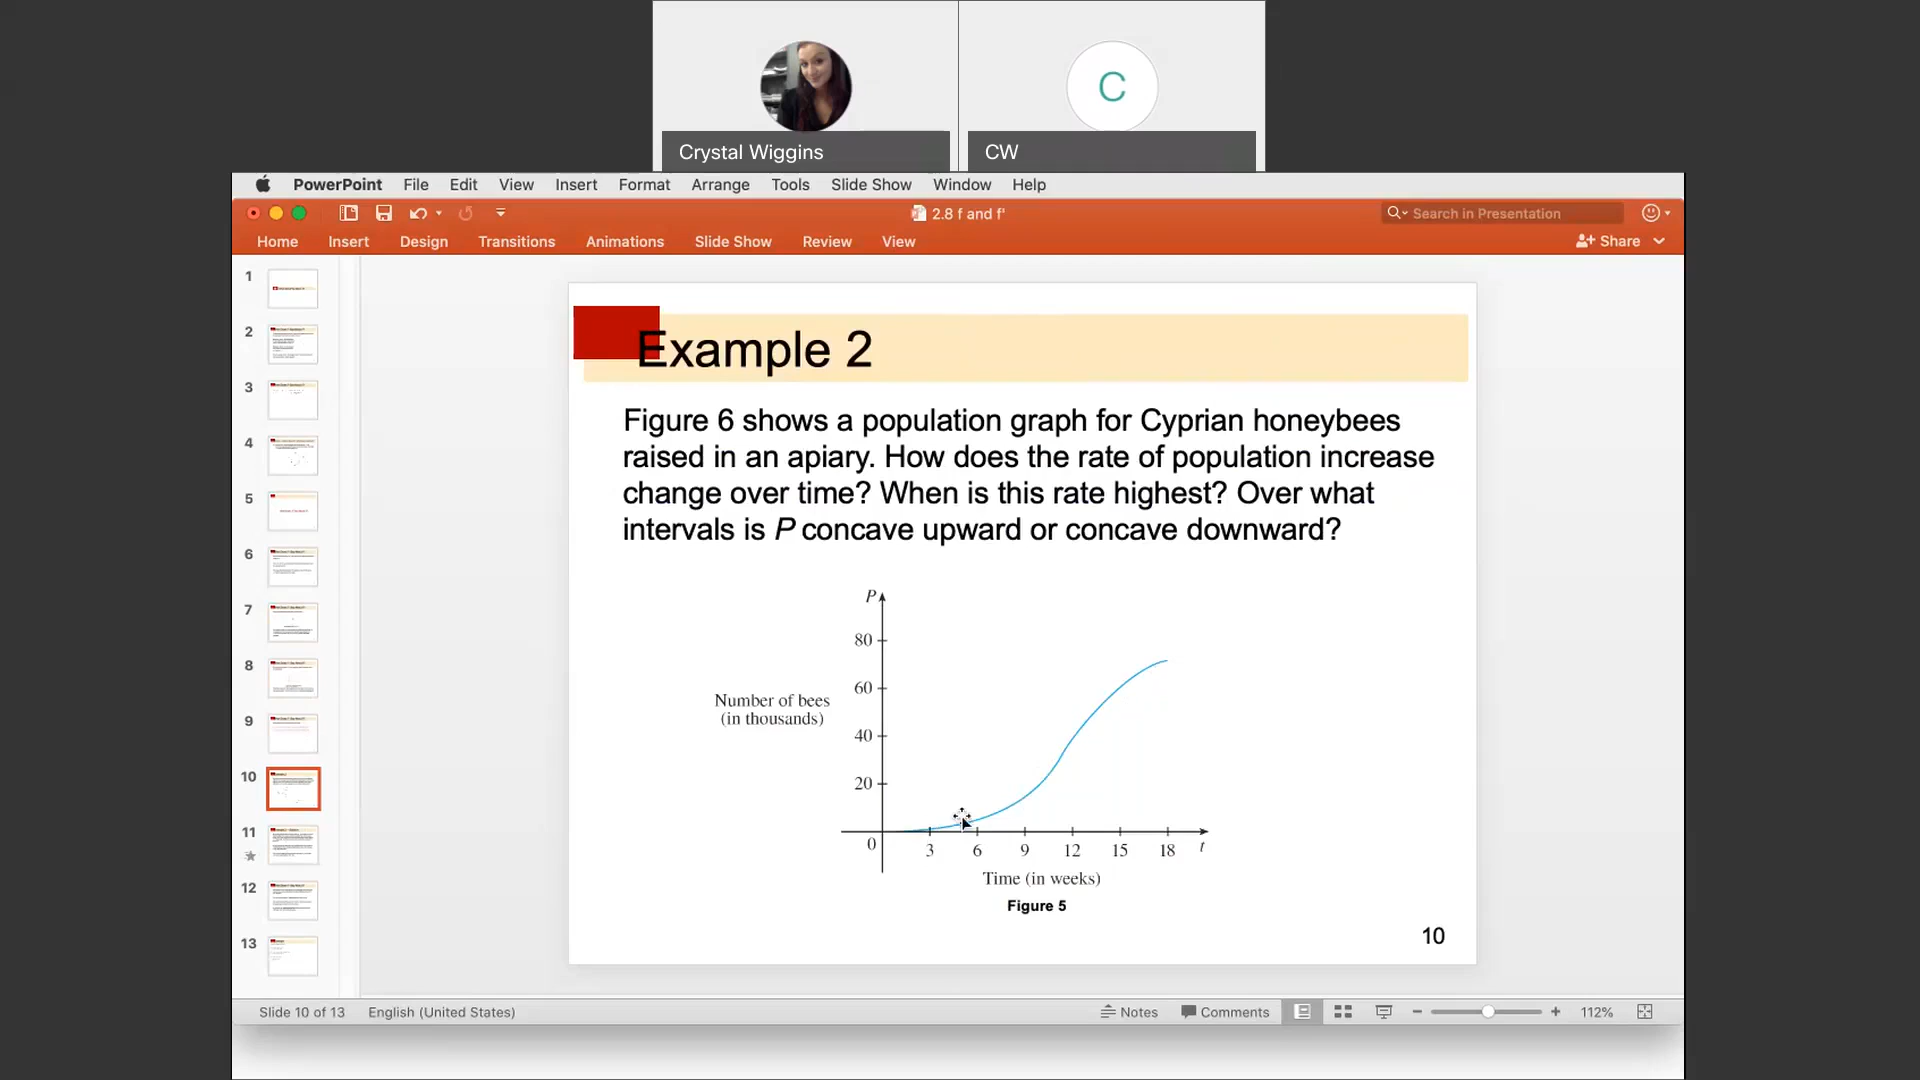 C
Crystal Wiggins
CW
PowerPoint File Edit View Insert Format Arrange Tools Slide Show Window Help
2.8 f and f'
Search in Presentation
Home Insert Design Transitions Animations Slide Show Review View
Share
1
2
3
4
5
6
7
8
9
10
11
12
13
Example 2
Figure 6 shows a population graph for Cyprian honeybees
raised in an apiary. How does the rate of population increase
change over time? When is this rate highest? Over what
intervals is P concave upward or concave downward?
P
80
60
40
20
Number of bees
(in thousands)
0 3 6 9 12 15 18 t
Time (in weeks)
Figure 5
10
Slide 10 of 13 English (United States)
Notes Comments 112%